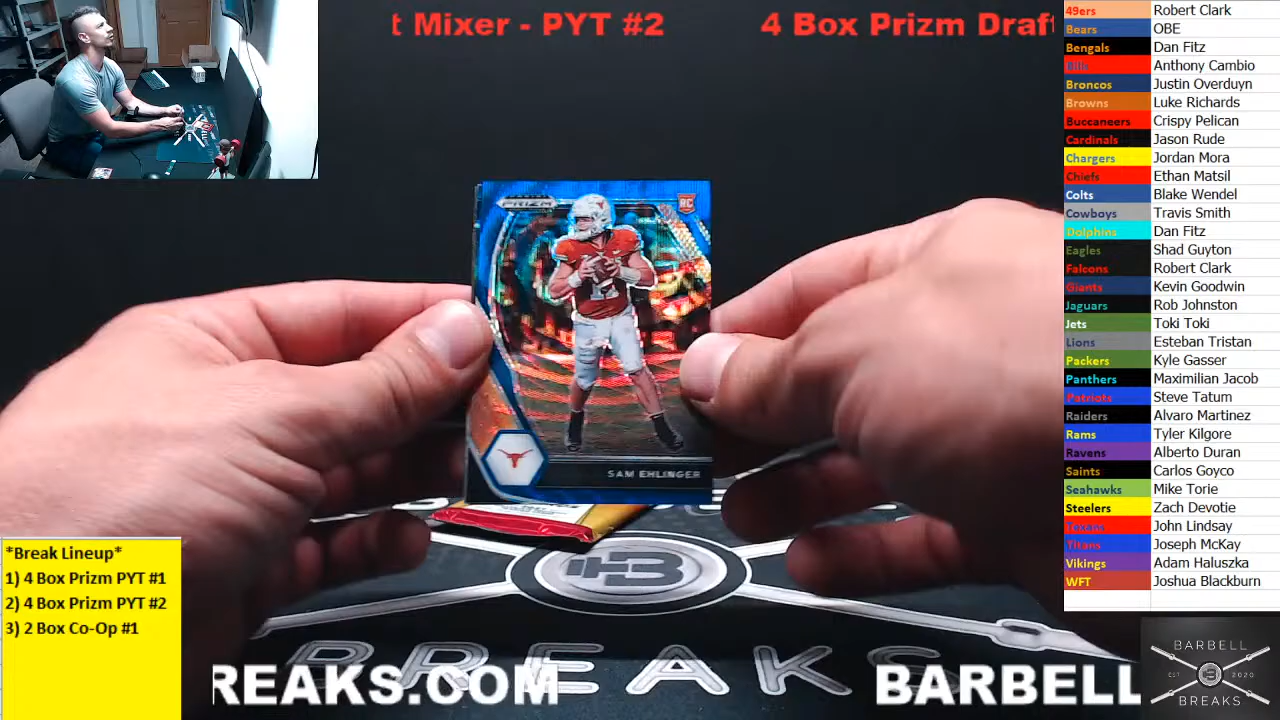 t Mixer - PYT #2 4 Box Prizm Draft
PRIZM
RC
SAM EHLINGER
*Break Lineup*
1) 4 Box Prizm PYT #1
2) 4 Box Prizm PYT #2
3) 2 Box Co-Op #1
B
BREAKS
REAKS.COM BARBELL
49ers Robert Clark
Bears OBE
Bengals Dan Fitz
Bills Anthony Cambio
Broncos Justin Overduyn
Browns Luke Richards
Buccaneers Crispy Pelican
Cardinals Jason Rude
Chargers Jordan Mora
Chiefs Ethan Matsil
Colts Blake Wendel
Cowboys Travis Smith
Dolphins Dan Fitz
Eagles Shad Guyton
Falcons Robert Clark
Giants Kevin Goodwin
Jaguars Rob Johnston
Jets Toki Toki
Lions Esteban Tristan
Packers Kyle Gasser
Panthers Maximilian Jacob
Patriots Steve Tatum
Raiders Alvaro Martinez
Rams Tyler Kilgore
Ravens Alberto Duran
Saints Carlos Goyco
Seahawks Mike Torie
Steelers Zach Devotie
Texans John Lindsay
Titans Joseph McKay
Vikings Adam Haluszka
WFT Joshua Blackburn
BARBELL
EST 2020
BREAKS